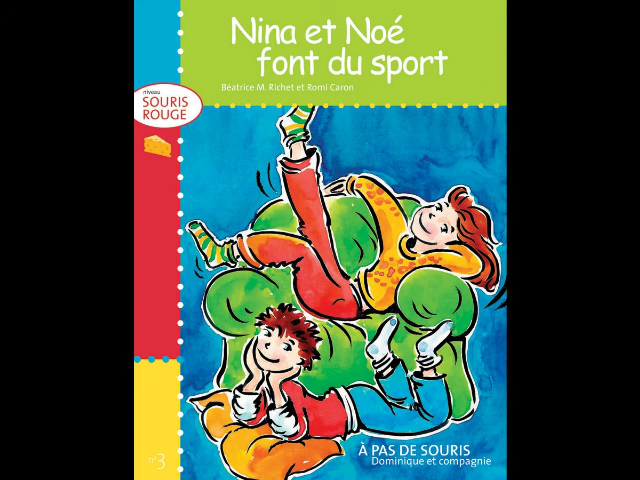 Nina et Noé
font du sport
Béatrice M. Richet et Romi Caron
niveau
SOURIS
ROUGE
À PAS DE SOURIS
Dominique et compagnie
n° 3